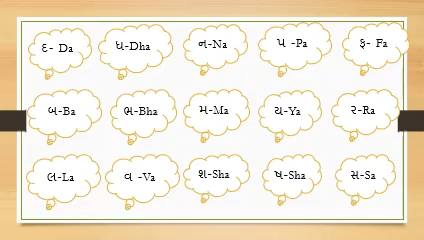 દ- Da
ધ-Dha
ન-Na
પ -Pa
ફ- Fa
બ-Ba
ભ-Bha
મ-Ma
ય-Ya
ર-Ra
લ-La
વ -Va
શ-Sha
ષ-Sha
સ-Sa